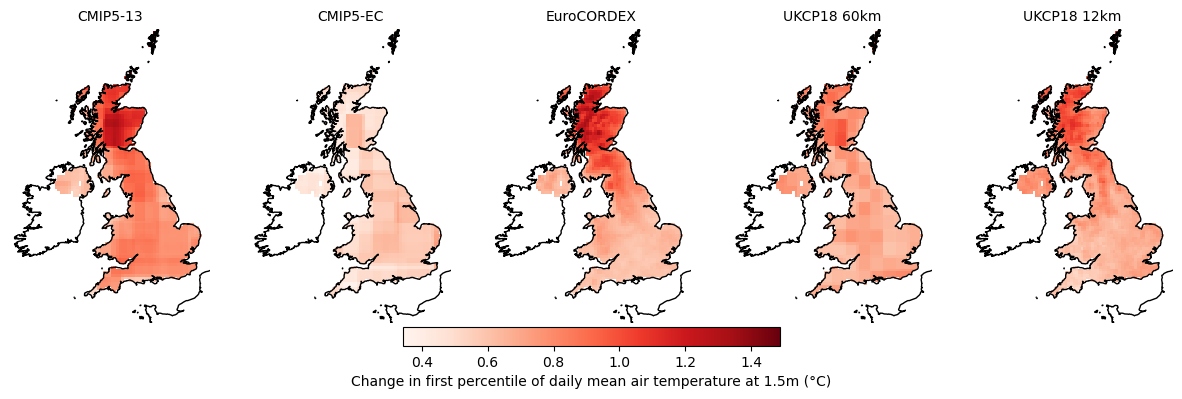 CMIP5-13
CMIP5-EC
EuroCORDEX
UKCP18 60km
UKCP18 12km
0.4 0.6 0.8 1.0 1.2 1.4
Change in first percentile of daily mean air temperature at 1.5m (°C)